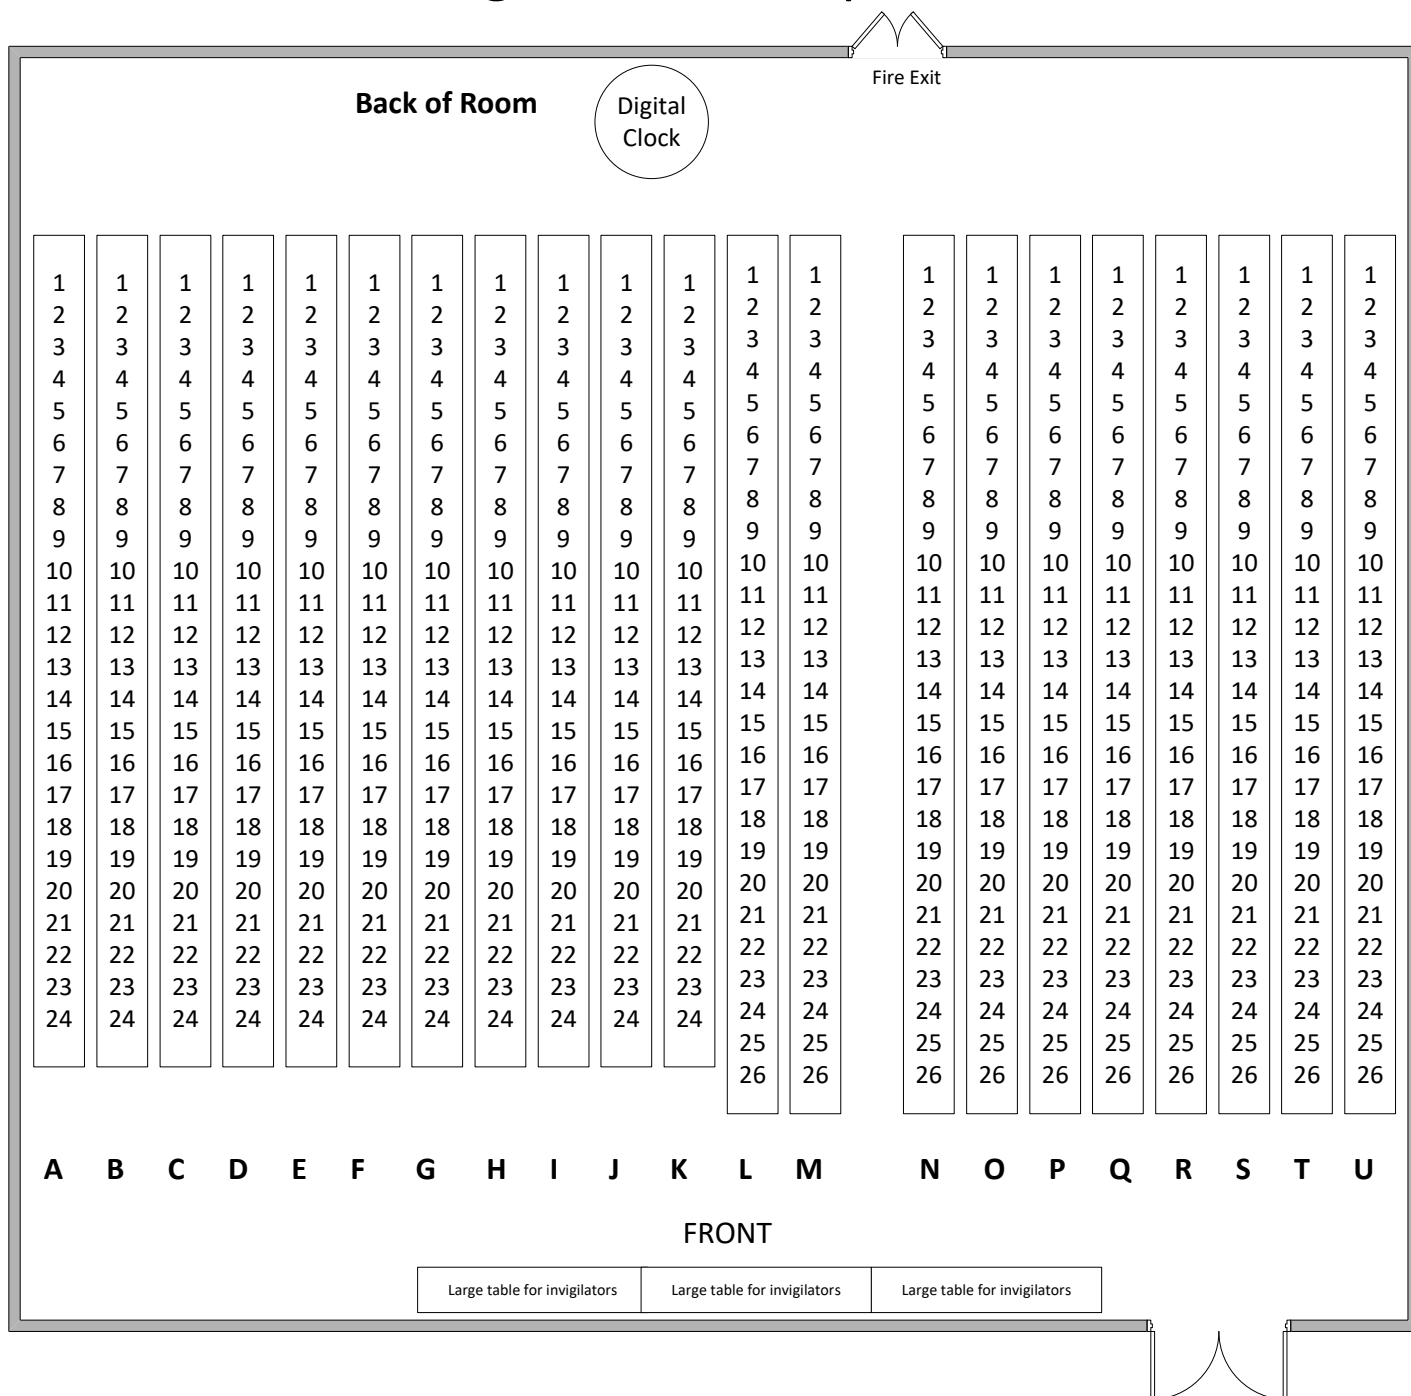 Fire Exit
Back of Room
Digital
Clock
1 1 1 1 1 1 1 1 1 1 1 1 1 1 1 1 1 1 1 1 1
2 2 2 2 2 2 2 2 2 2 2 2 2 2 2 2 2 2 2 2 2
3 3 3 3 3 3 3 3 3 3 3 3 3 3 3 3 3 3 3 3 3
4 4 4 4 4 4 4 4 4 4 4 4 4 4 4 4 4 4 4 4 4
5 5 5 5 5 5 5 5 5 5 5 5 5 5 5 5 5 5 5 5 5
6 6 6 6 6 6 6 6 6 6 6 6 6 6 6 6 6 6 6 6 6
7 7 7 7 7 7 7 7 7 7 7 7 7 7 7 7 7 7 7 7 7
8 8 8 8 8 8 8 8 8 8 8 8 8 8 8 8 8 8 8 8 8
9 9 9 9 9 9 9 9 9 9 9 9 9 9 9 9 9 9 9 9 9
10 10 10 10 10 10 10 10 10 10 10 10 10 10 10 10 10 10 10 10 10
11 11 11 11 11 11 11 11 11 11 11 11 11 11 11 11 11 11 11 11 11
12 12 12 12 12 12 12 12 12 12 12 12 12 12 12 12 12 12 12 12 12
13 13 13 13 13 13 13 13 13 13 13 13 13 13 13 13 13 13 13 13 13
14 14 14 14 14 14 14 14 14 14 14 14 14 14 14 14 14 14 14 14 14
15 15 15 15 15 15 15 15 15 15 15 15 15 15 15 15 15 15 15 15 15
16 16 16 16 16 16 16 16 16 16 16 16 16 16 16 16 16 16 16 16 16
17 17 17 17 17 17 17 17 17 17 17 17 17 17 17 17 17 17 17 17 17
18 18 18 18 18 18 18 18 18 18 18 18 18 18 18 18 18 18 18 18 18
19 19 19 19 19 19 19 19 19 19 19 19 19 19 19 19 19 19 19 19 19
20 20 20 20 20 20 20 20 20 20 20 20 20 20 20 20 20 20 20 20 20
21 21 21 21 21 21 21 21 21 21 21 21 21 21 21 21 21 21 21 21 21
22 22 22 22 22 22 22 22 22 22 22 22 22 22 22 22 22 22 22 22 22
23 23 23 23 23 23 23 23 23 23 23 23 23 23 23 23 23 23 23 23 23
24 24 24 24 24 24 24 24 24 24 24 24 24 24 24 24 24 24 24 24 24
25 25 25 25 25 25 25 25 25 25
26 26 26 26 26 26 26 26 26 26
A B C D E F G H I J K L M N O P Q R S T U
FRONT
Large table for invigilators Large table for invigilators Large table for invigilators